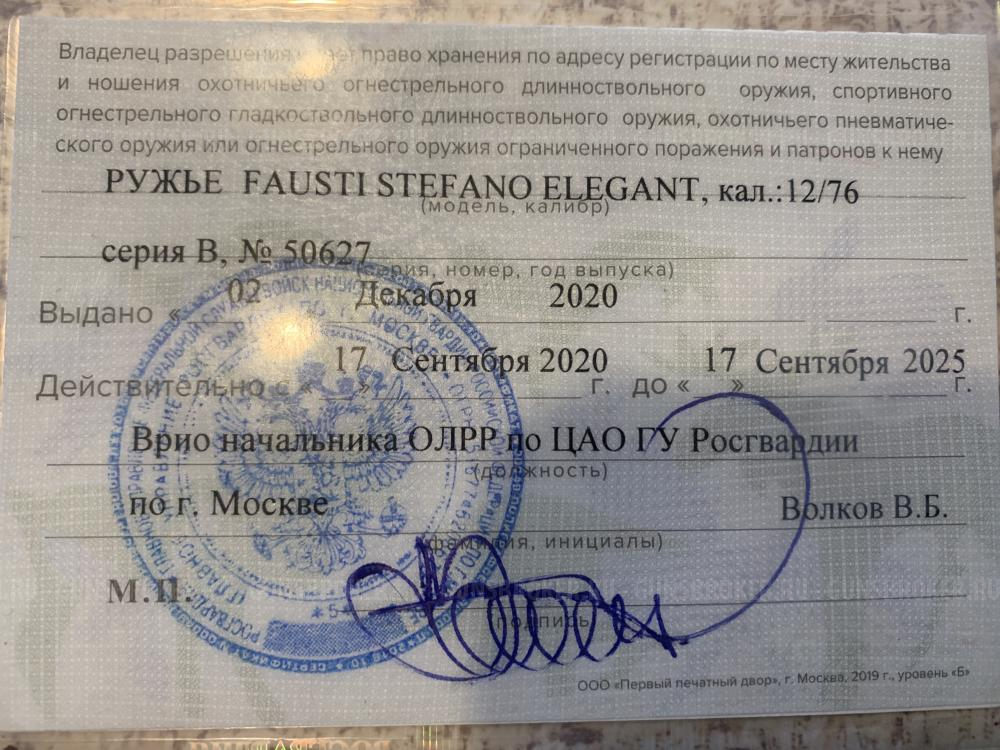 Владелец разрешения имеет право хранения по адресу регистрации по месту жительства
и ношения охотничьего огнестрельного длинноствольного оружия, спортивного
огнестрельного гладкоствольного длинноствольного оружия, охотничьего пневматиче-
ского оружия или огнестрельного оружия ограниченного поражения и патронов к нему
РУЖЬЕ FAUSTI STEFANO ELEGANT, кал.:12/76
(модель, калибр)
серия В, № 50627
(серия, номер, год выпуска)
Выдано « 02 Декабря 2020 г.
Действительно с « 17 » Сентября 2020 г. до « 17 » Сентября 2025 г.
Врио начальника ОЛРР по ЦАО ГУ Росгвардии
(должность)
по г. Москве Волков В.Б.
(фамилия, инициалы)
М.П.
подпись
ООО «Первый печатный двор», г. Москва, 2019 г., уровень «Б»